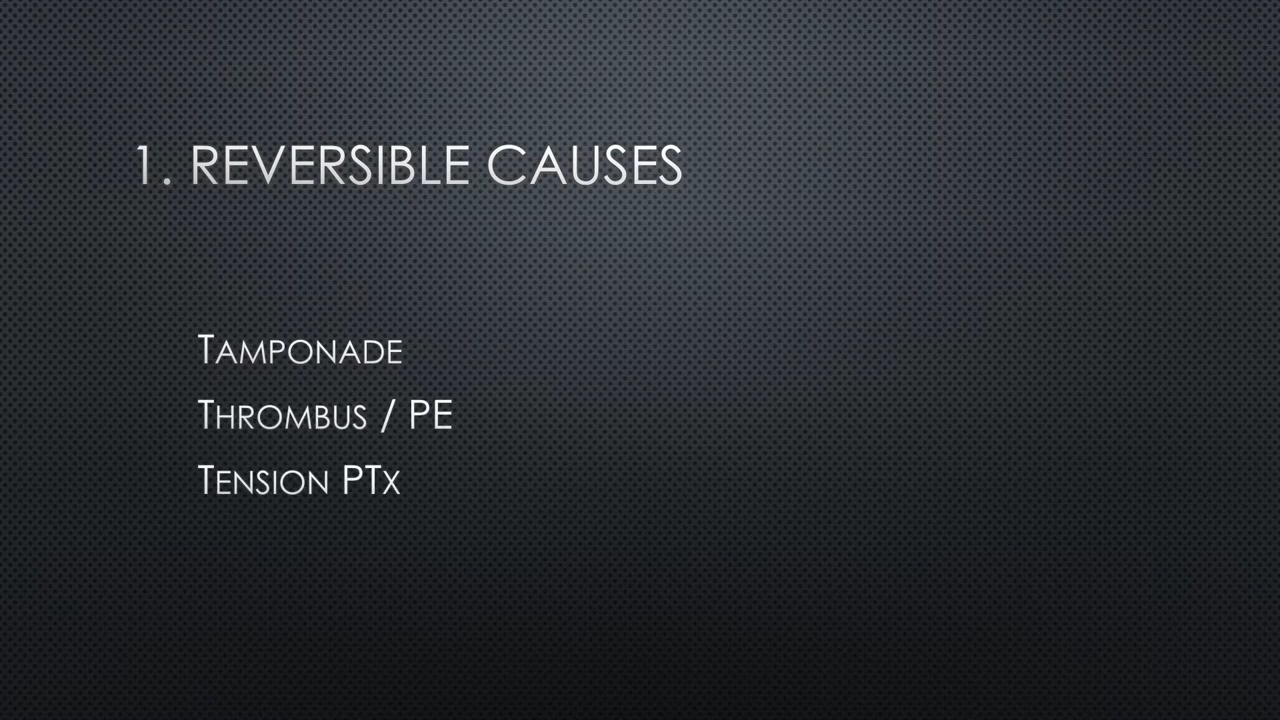 1. REVERSIBLE CAUSES
TAMPONADE
THROMBUS / PE
TENSION PTX